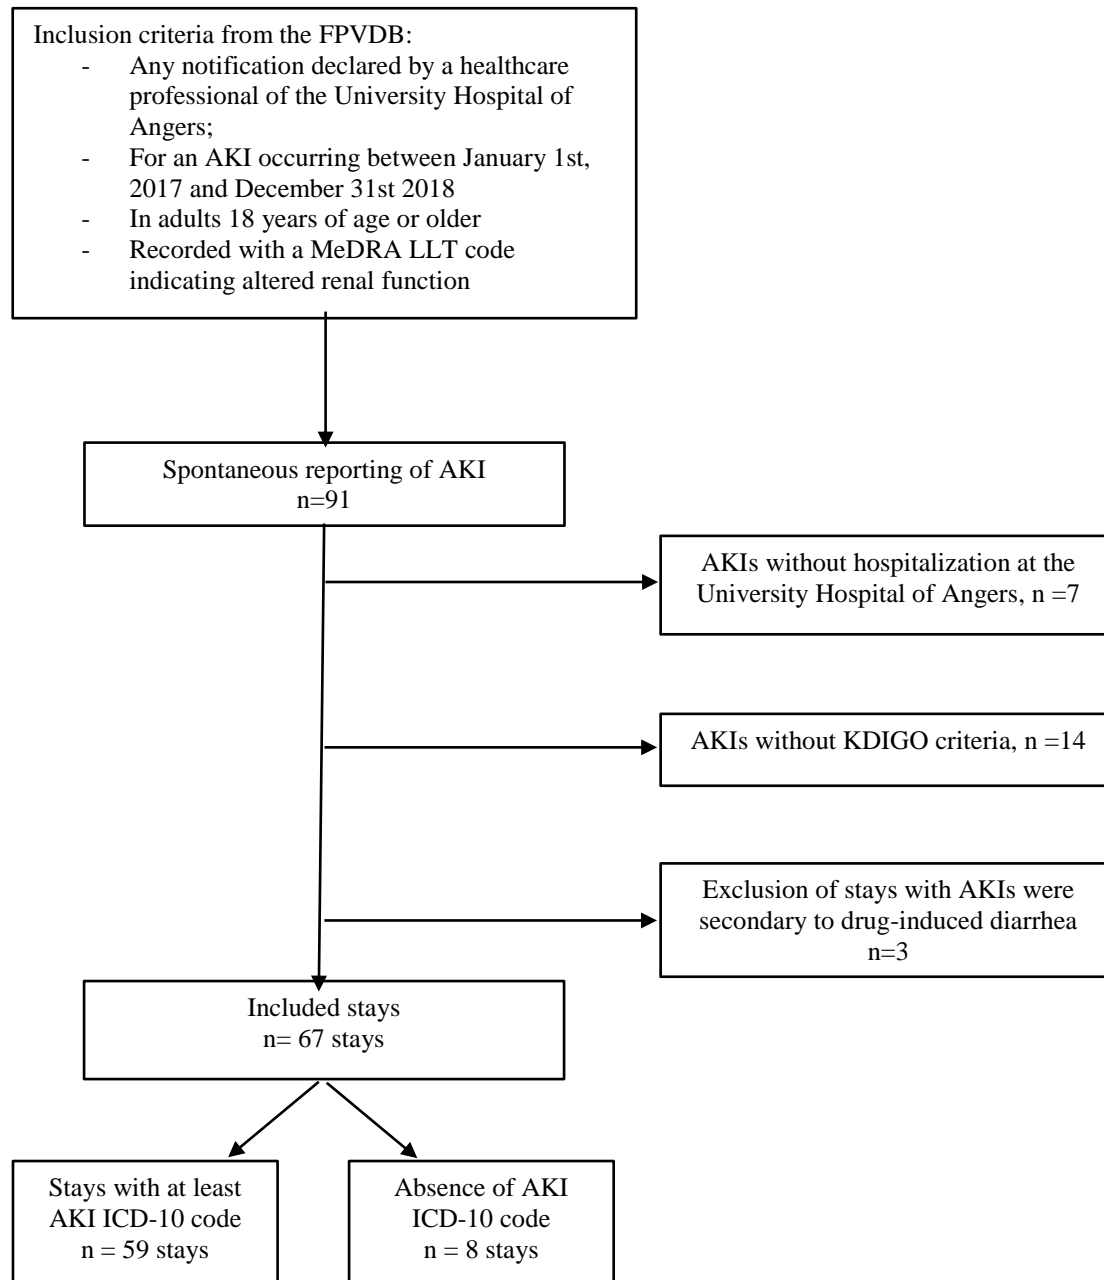 Inclusion criteria from the FPVDB:
- Any notification declared by a healthcare
professional of the University Hospital of
Angers;
- For an AKI occurring between January 1st,
2017 and December 31st 2018
- In adults 18 years of age or older
- Recorded with a MeDRA LLT code
indicating altered renal function
Spontaneous reporting of AKI
n=91
AKIs without hospitalization at the
University Hospital of Angers, n =7
AKIs without KDIGO criteria, n =14
Exclusion of stays with AKIs were
secondary to drug-induced diarrhea
n=3
Included stays
n= 67 stays
Stays with at least
AKI ICD-10 code
n = 59 stays
Absence of AKI
ICD-10 code
n = 8 stays